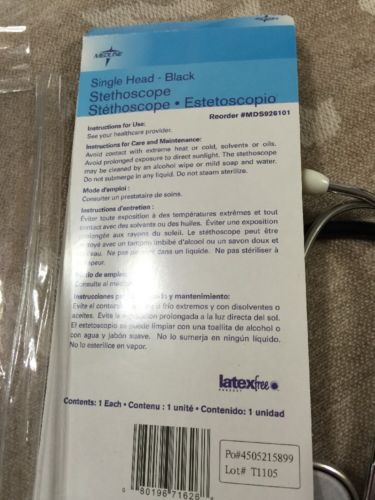 MEDLINE
Single Head - Black
Stethoscope
Stéthoscope • Estetoscopio
Reorder #MDS926101
Instructions for Use:
See your healthcare provider.
Instructions for Care and Maintenance:
Avoid contact with extreme heat or cold, solvents or oils.
Avoid prolonged exposure to direct sunlight. The stethoscope
may be cleaned by an alcohol wipe or mild soap and water.
Do not submerge in any liquid. Do not steam sterilize.
Mode d'emploi :
Consulter un prestataire de soins.
Instructions d'entretien :
Éviter toute exposition à des températures extrêmes et tout
contact avec des solvants ou des huiles. Éviter une exposition
prolongée aux rayons du soleil. Le stéthoscope peut être
avec un tampon imbibé d'alcool ou un savon doux et
eau. Ne pas dans un liquide. Ne pas stériliser à
vapeur.
de empleo:
Consulte al
Instrucciones y mantenimiento:
Evite el contacto frío extremos y con disolventes o
aceites. Evite la exposición prolongada a la luz directa del sol.
El estetoscopio se puede limpiar con una toallita de alcohol o
con agua y jabón suave. No lo sumerja en ningún líquido.
No lo esterilice en vapor.
latexfree
PRODUCT
Contents: 1 Each • Contenu : 1 unité • Contenido: 1 unidad
Po#4505215899
Lot# T1105
0 80196 71626